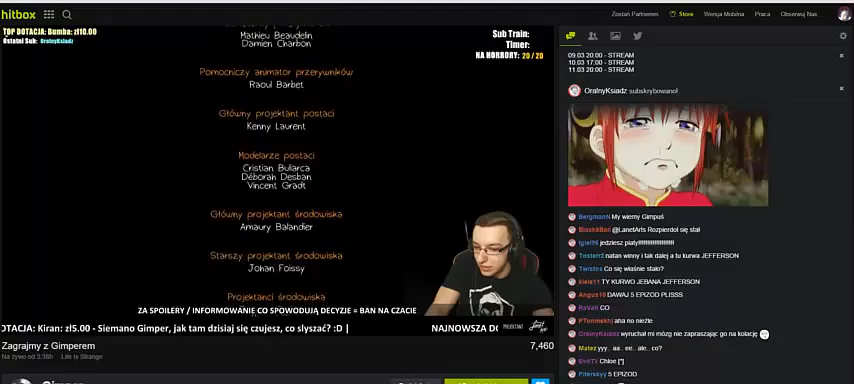 hitbox
Zostań Partnerem Store Wersja Mobilna Praca Obserwuj Nas
TOP DOTACJA: Bumba: zł10.00
Ostatni Sub: OralnyKsiadz
Mathieu Beaudelin
Damien Charbon
Sub Train:
Timer:
NA HORRORY: 20 / 20
Pomocniczy animator przerywników
Raoul Barbet
Główny projektant postaci
Kenny Laurent
Modelarze postaci
Cristian Bularca
Déborah Desban
Vincent Gradt
Główny projektant środowiska
Amaury Balandier
Starszy projektant środowiska
Johan Foissy
Projektanci środowiska
ZA SPOILERY / INFORMOWANIE CO SPOWODUJĄ DECYZJE = BAN NA CZACIE
OTACJA: Kiran: zł5.00 - Siemano Gimper, jak tam dzisiaj się czujesz, co słyszać? :D |
NAJNOWSZA DO
Zagrajmy z Gimperem
7,460
Na żywo od 3:38h Life is Strange
Gimper
09.03 20:00 - STREAM
10.03 17:00 - STREAM
11.03 20:00 - STREAM
OralnyKsiadz subskrybowano!
BergmanN My wiemy Gimpuś
@LanetArts Rozpierdol się stał
jedziesz piaty!!!!!!!!!!!!!!!!!!!!!!
natan winny i tak dalej a tu kurwa JEFFERSON
Twistos Co się właśnie stało?
TY KURWO JEBANA JEFFERSON
Angus10 DAWAJ 5 EPIZOD PLISSS
RaVaN CO
aha no nieźle
OralnyKsiadz wyruchał mi mózg nie zapraszając go na kolację
Matez yyy.. aa.. ee.. ale.. co?
Chloe [*]
Piterskyy 5 EPIZOD